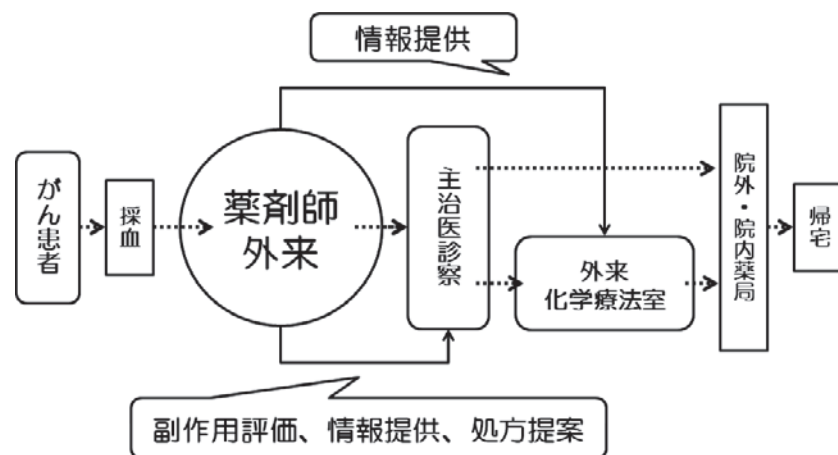 情報提供
がん患者
採血
薬剤師
外来
主治医診察
外来
化学療法室
院外・院内薬局
帰宅
副作用評価、情報提供、処方提案